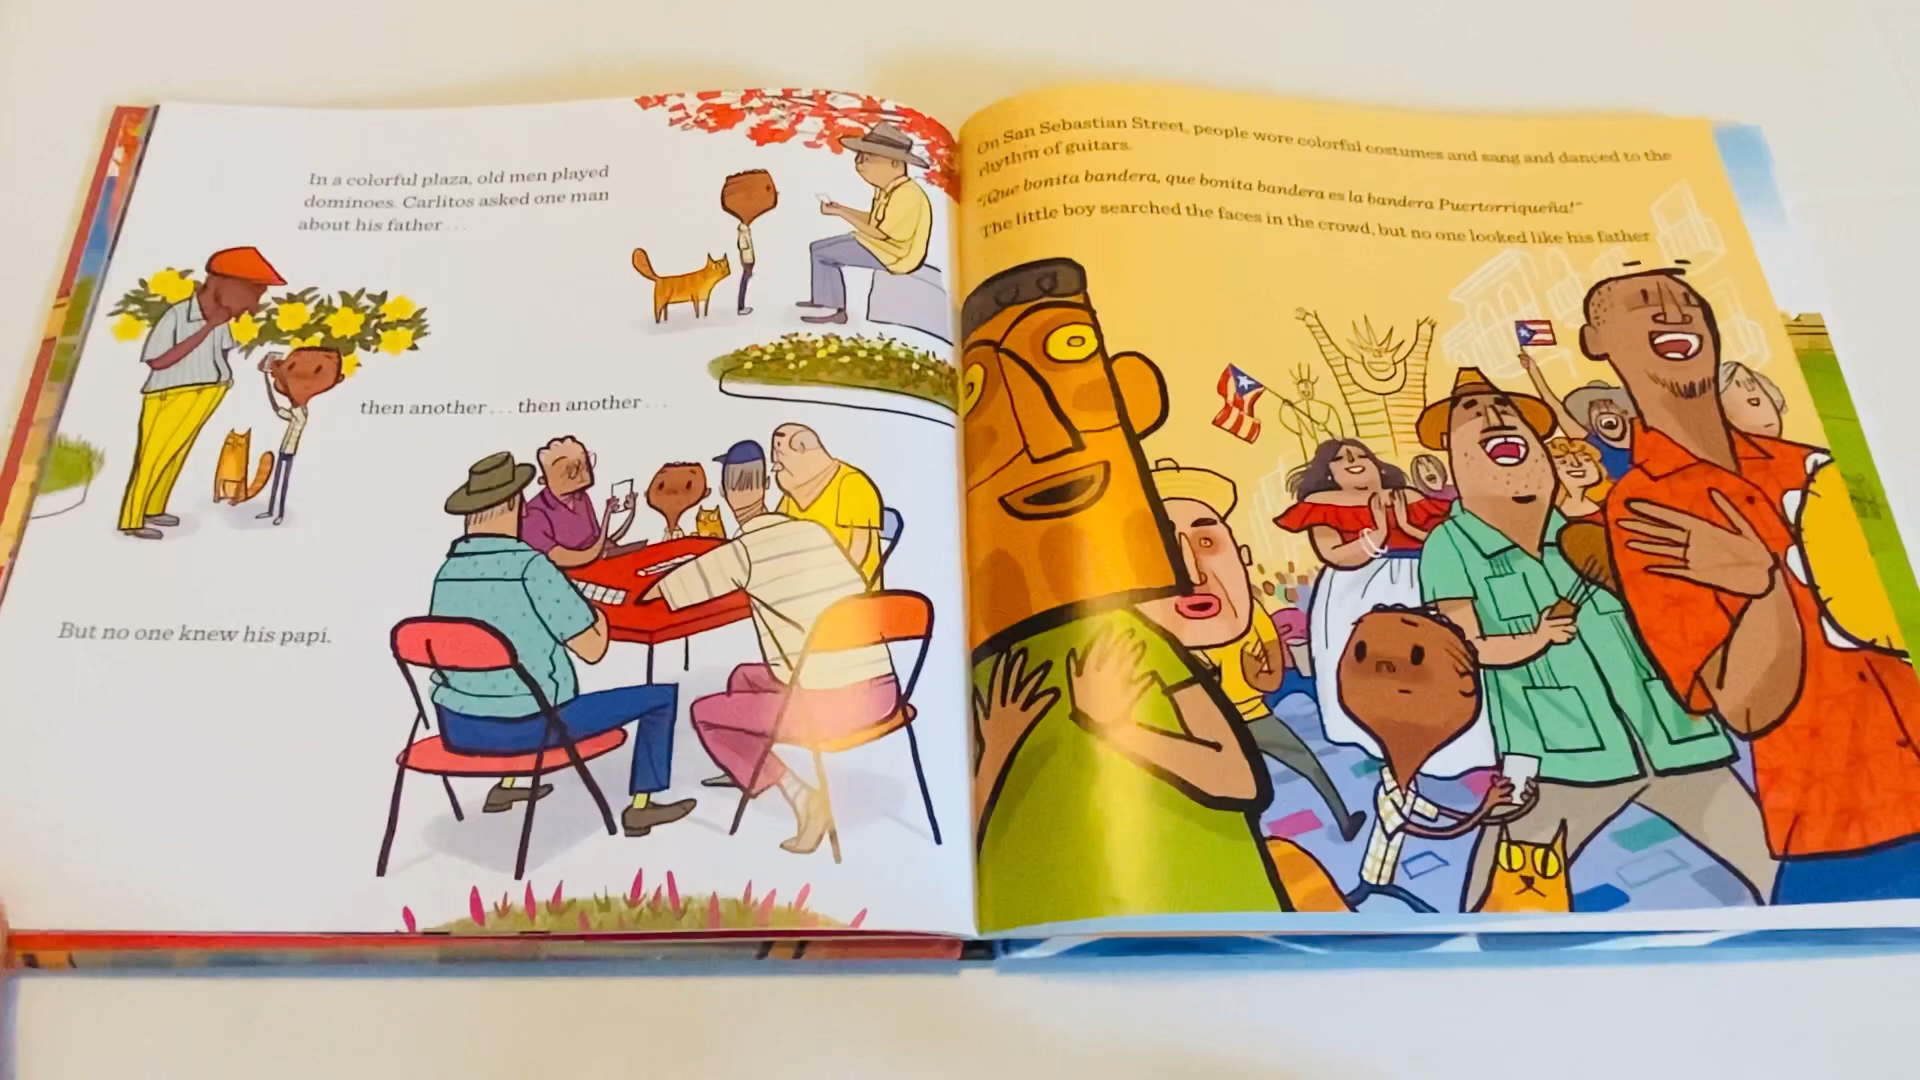 In a colorful plaza, old men played
dominoes. Carlitos asked one man
about his father...
then another... then another...
But no one knew his papi.
On San Sebastian Street, people wore colorful costumes and sang and danced to the
rhythm of guitars.
"¡Que bonita bandera, que bonita bandera es la bandera Puertorriqueña!"
The little boy searched the faces in the crowd, but no one looked like his father.